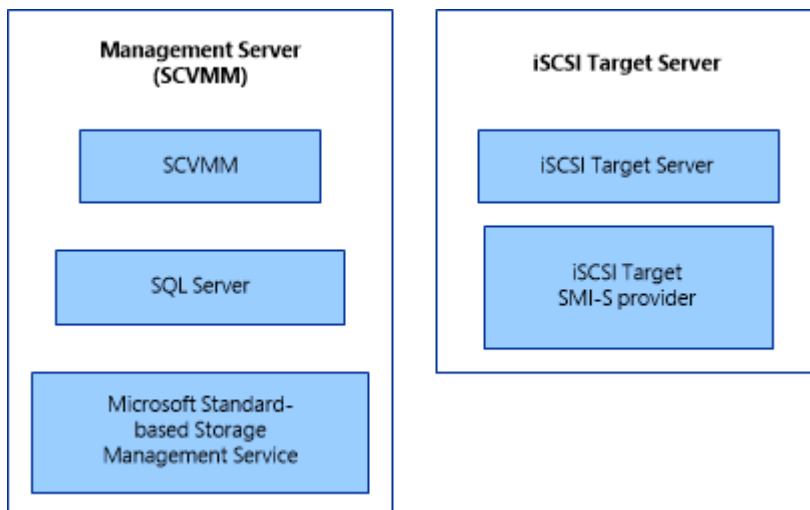 Management Server
(SCVMM)
SCVMM
SQL Server
Microsoft Standard-
based Storage
Management Service
iSCSI Target Server
iSCSI Target Server
iSCSI Target
SMI-S provider